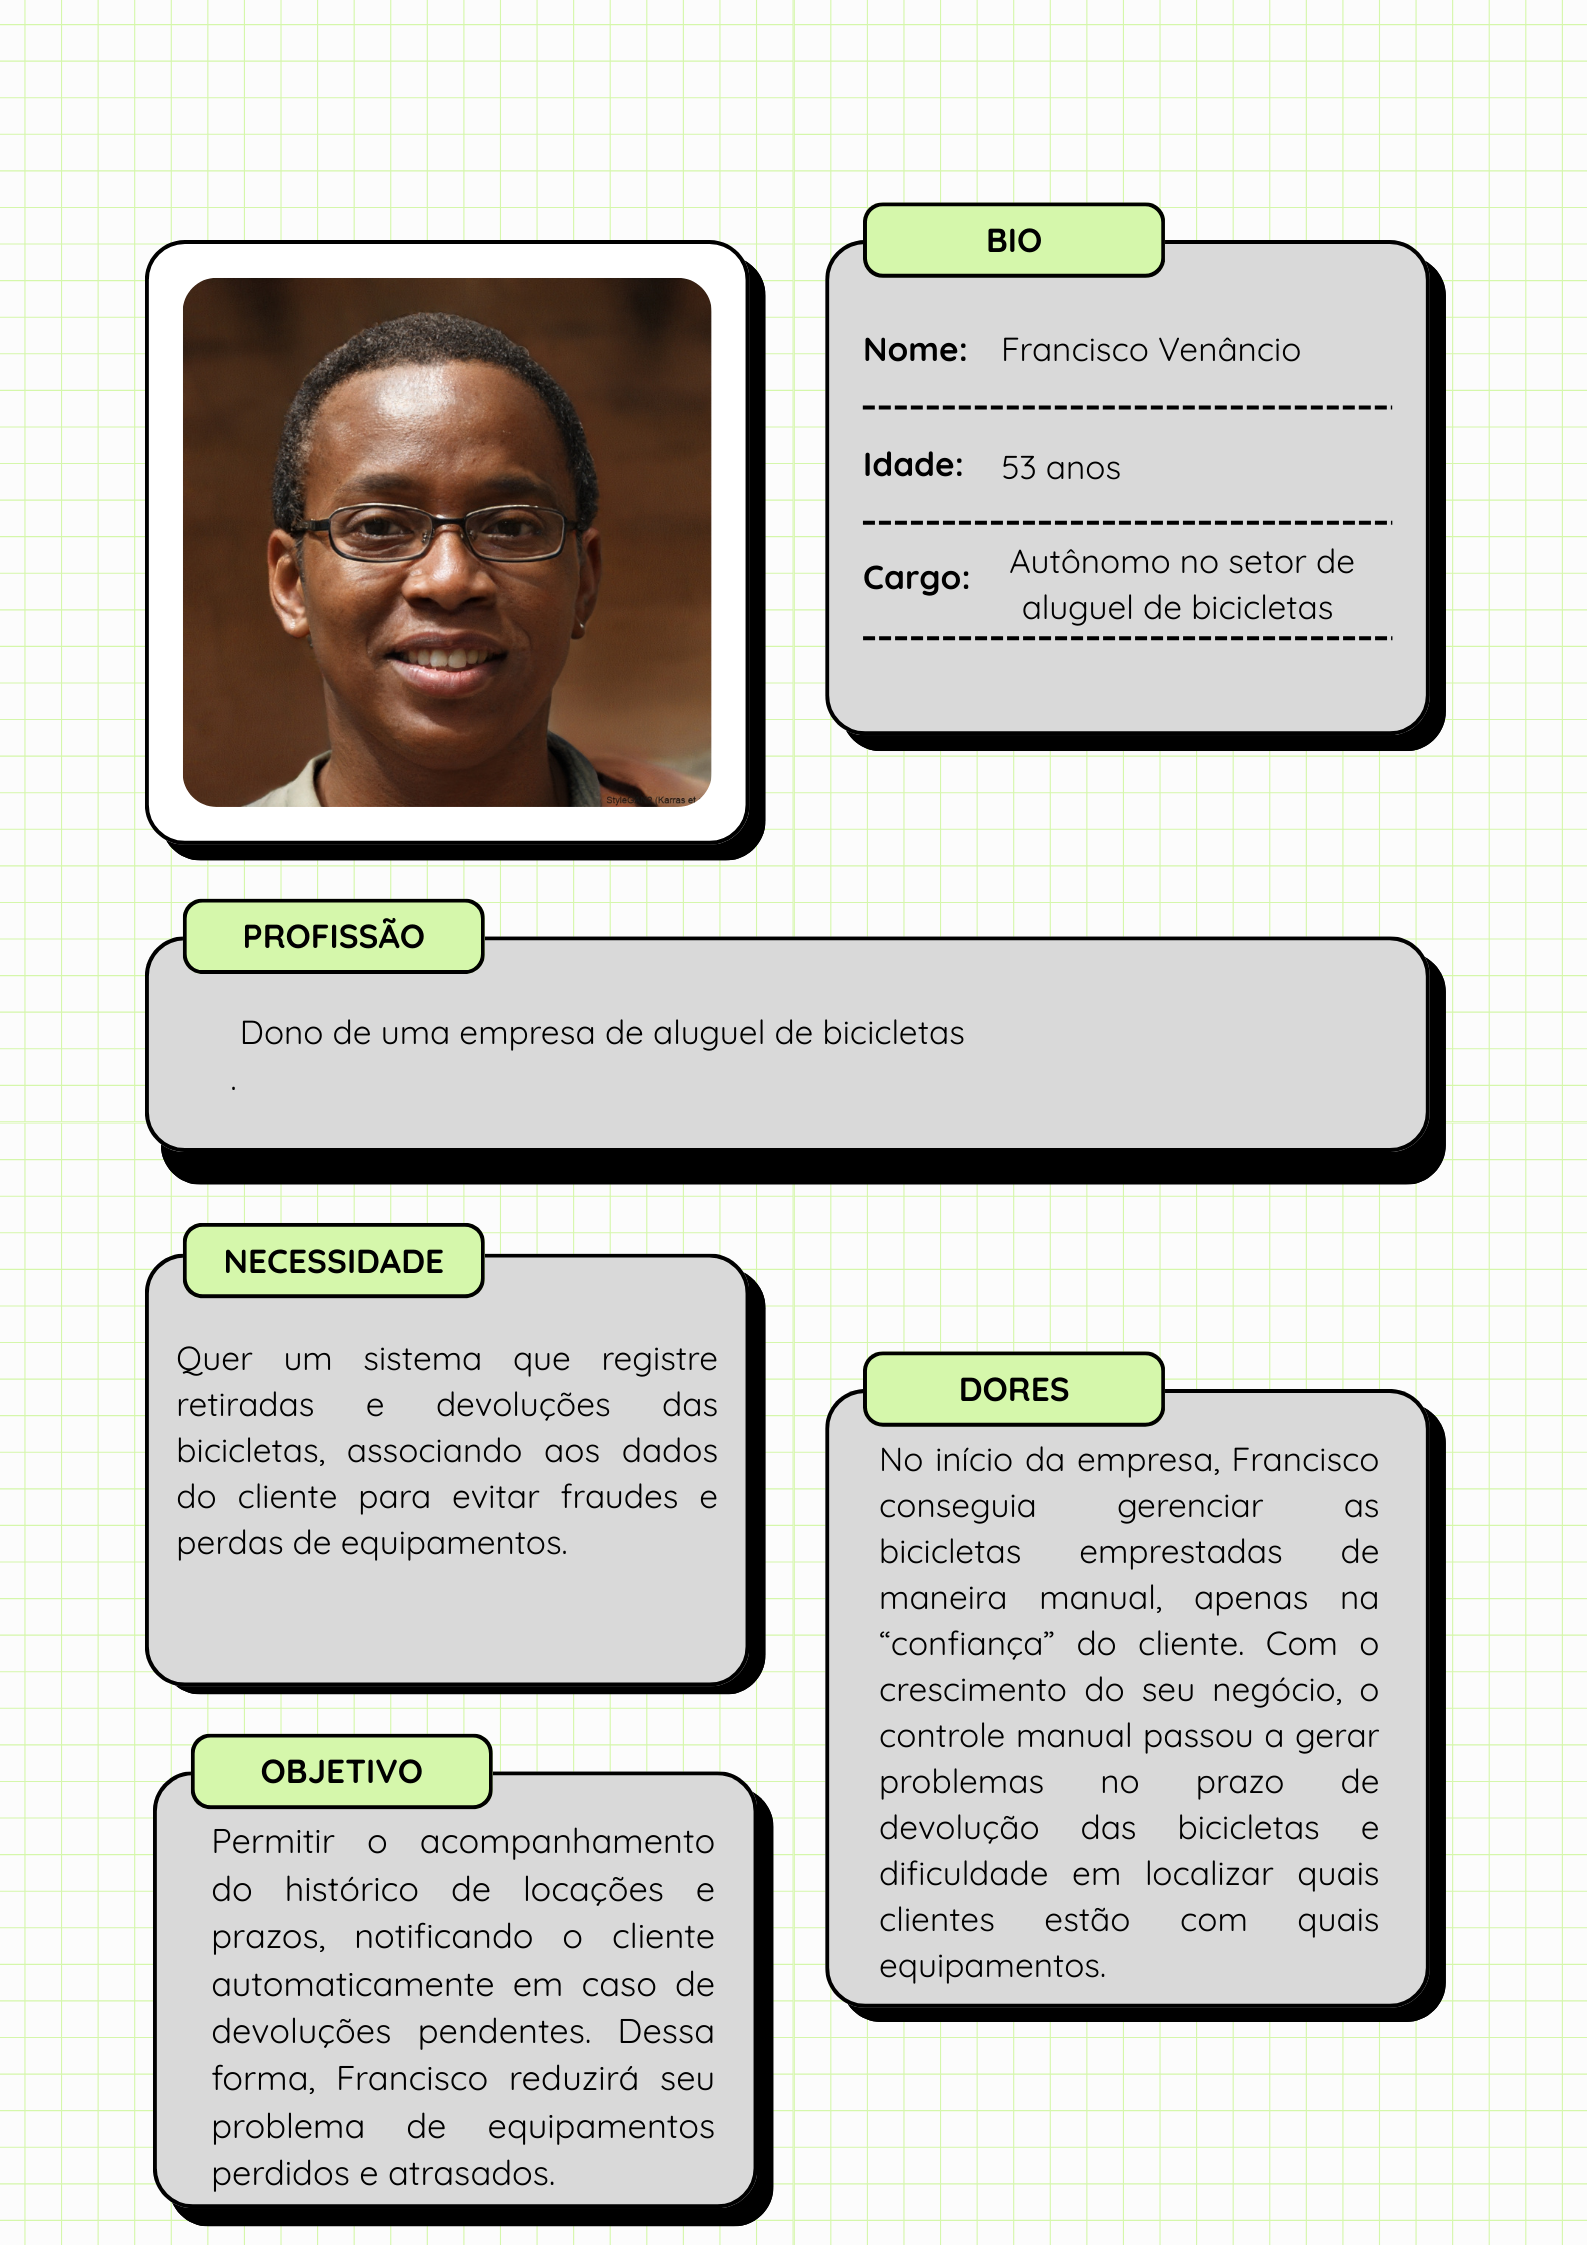 BIO
Nome: Francisco Venâncio
Idade: 53 anos
Cargo: Autônomo no setor de
aluguel de bicicletas
(Karras et
PROFISSÃO
Dono de uma empresa de aluguel de bicicletas
.
NECESSIDADE
Quer um sistema que registre
retiradas e devoluções das
bicicletas, associando aos dados
do cliente para evitar fraudes e
perdas de equipamentos.
DORES
No início da empresa, Francisco
conseguia gerenciar as
bicicletas emprestadas de
maneira manual, apenas na
“confiança” do cliente. Com o
crescimento do seu negócio, o
controle manual passou a gerar
problemas no prazo de
devolução das bicicletas e
dificuldade em localizar quais
clientes estão com quais
equipamentos.
OBJETIVO
Permitir o acompanhamento
do histórico de locações e
prazos, notificando o cliente
automaticamente em caso de
devoluções pendentes. Dessa
forma, Francisco reduzirá seu
problema de equipamentos
perdidos e atrasados.